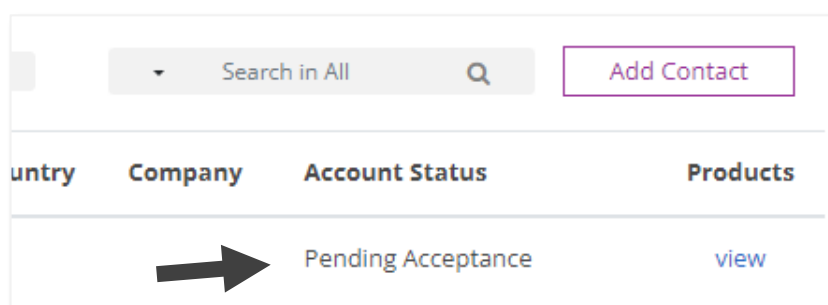 Search in All
Add Contact
untry Company Account Status Products
Pending Acceptance view